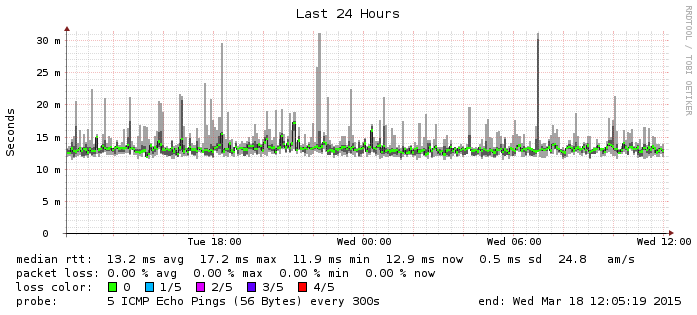 Last 24 Hours
RRDTOOL / TOBI OETIKER
Seconds
30 m
25 m
20 m
15 m
10 m
5 m
0
Tue 18:00 Wed 00:00 Wed 06:00 Wed 12:00
median rtt: 13.2 ms avg 17.2 ms max 11.9 ms min 12.9 ms now 0.5 ms sd 24.8 am/s
packet loss: 0.00 % avg 0.00 % max 0.00 % min 0.00 % now
loss color: 0 1/5 2/5 3/5 4/5
probe: 5 ICMP Echo Pings (56 Bytes) every 300s end: Wed Mar 18 12:05:19 2015